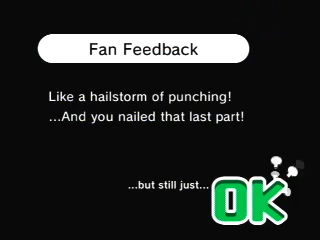 Fan Feedback
Like a hailstorm of punching!
...And you nailed that last part!
...but still just... OK